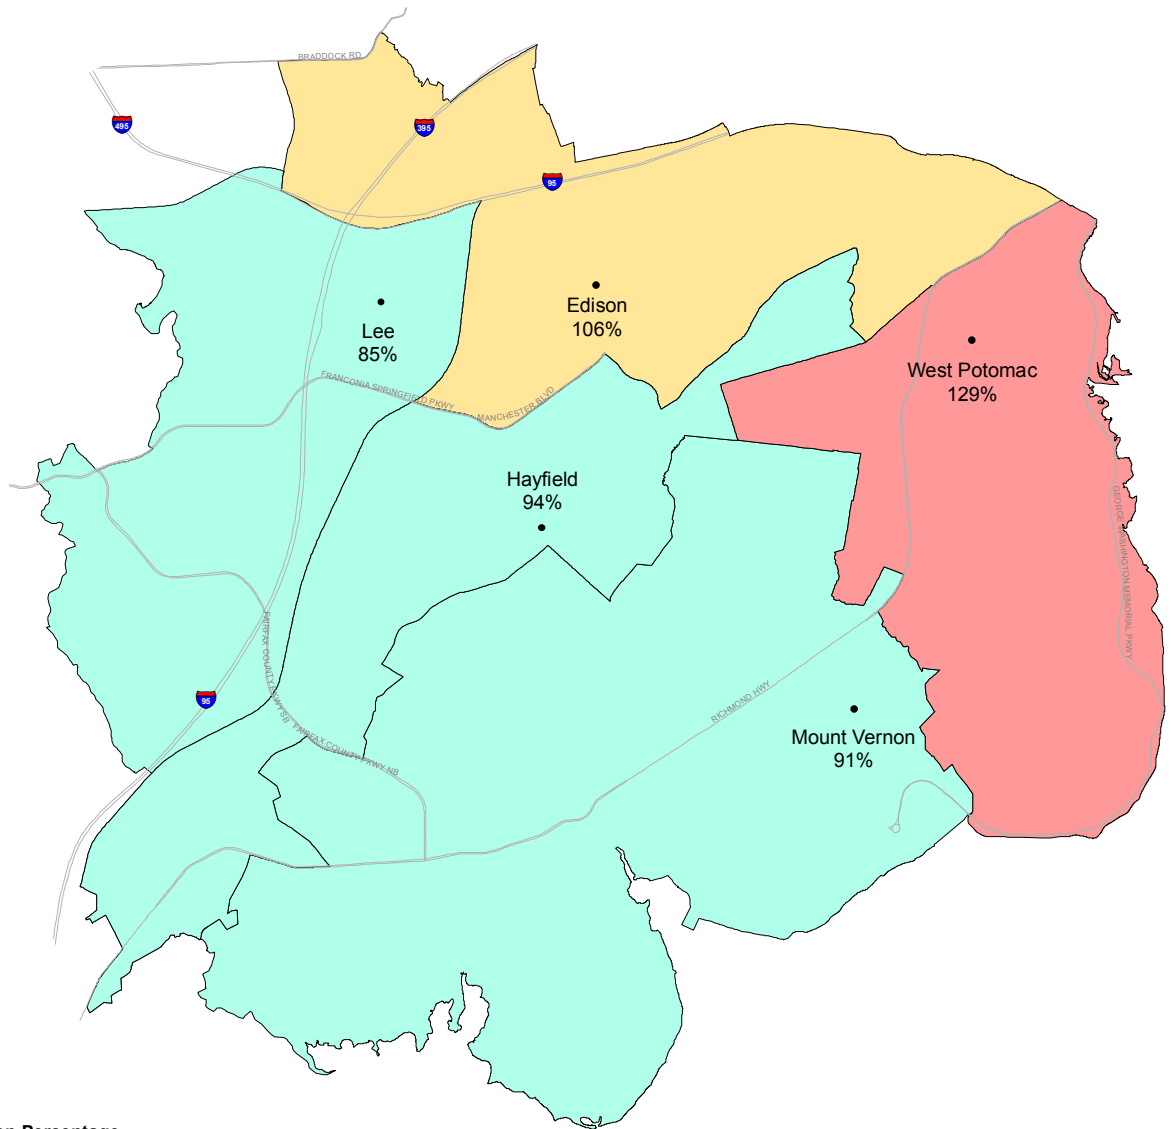 BRADDOCK RD
495
395
95
Edison
106%
Lee
85%
West Potomac
129%
FRANCONIA SPRINGFIELD PKWY
MANCHESTER BLVD
Hayfield
94%
GEORGE WASHINGTON MEMORIAL PKWY
FAIRFAX COUNTY PKWY SB
95
RICHMOND HWY
FAIRFAX COUNTY PKWY NB
Mount Vernon
91%
Percentage